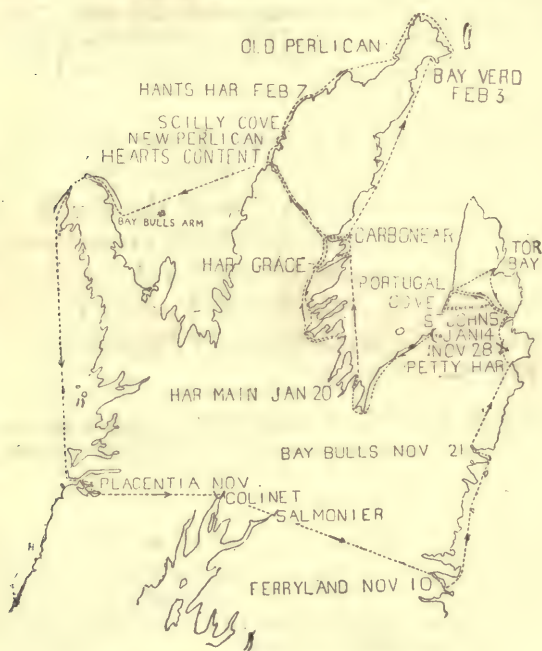 OLD PERLICAN
BAY VERD
FEB 3
HANTS HAR FEB 7
SCILLY COVE
NEW PERLICAN
HEARTS CONTENT
BAY BULLS ARM
CARBONEAR
HAR GRACE
TOR
BAY
PORTUGAL
COVE
ST JOHNS
JAN 14
NOV 28
PETTY HAR
HAR MAIN JAN 20
BAY BULLS NOV 21
PLACENTIA NOV
COLINET
SALMONIER
FERRYLAND NOV 10